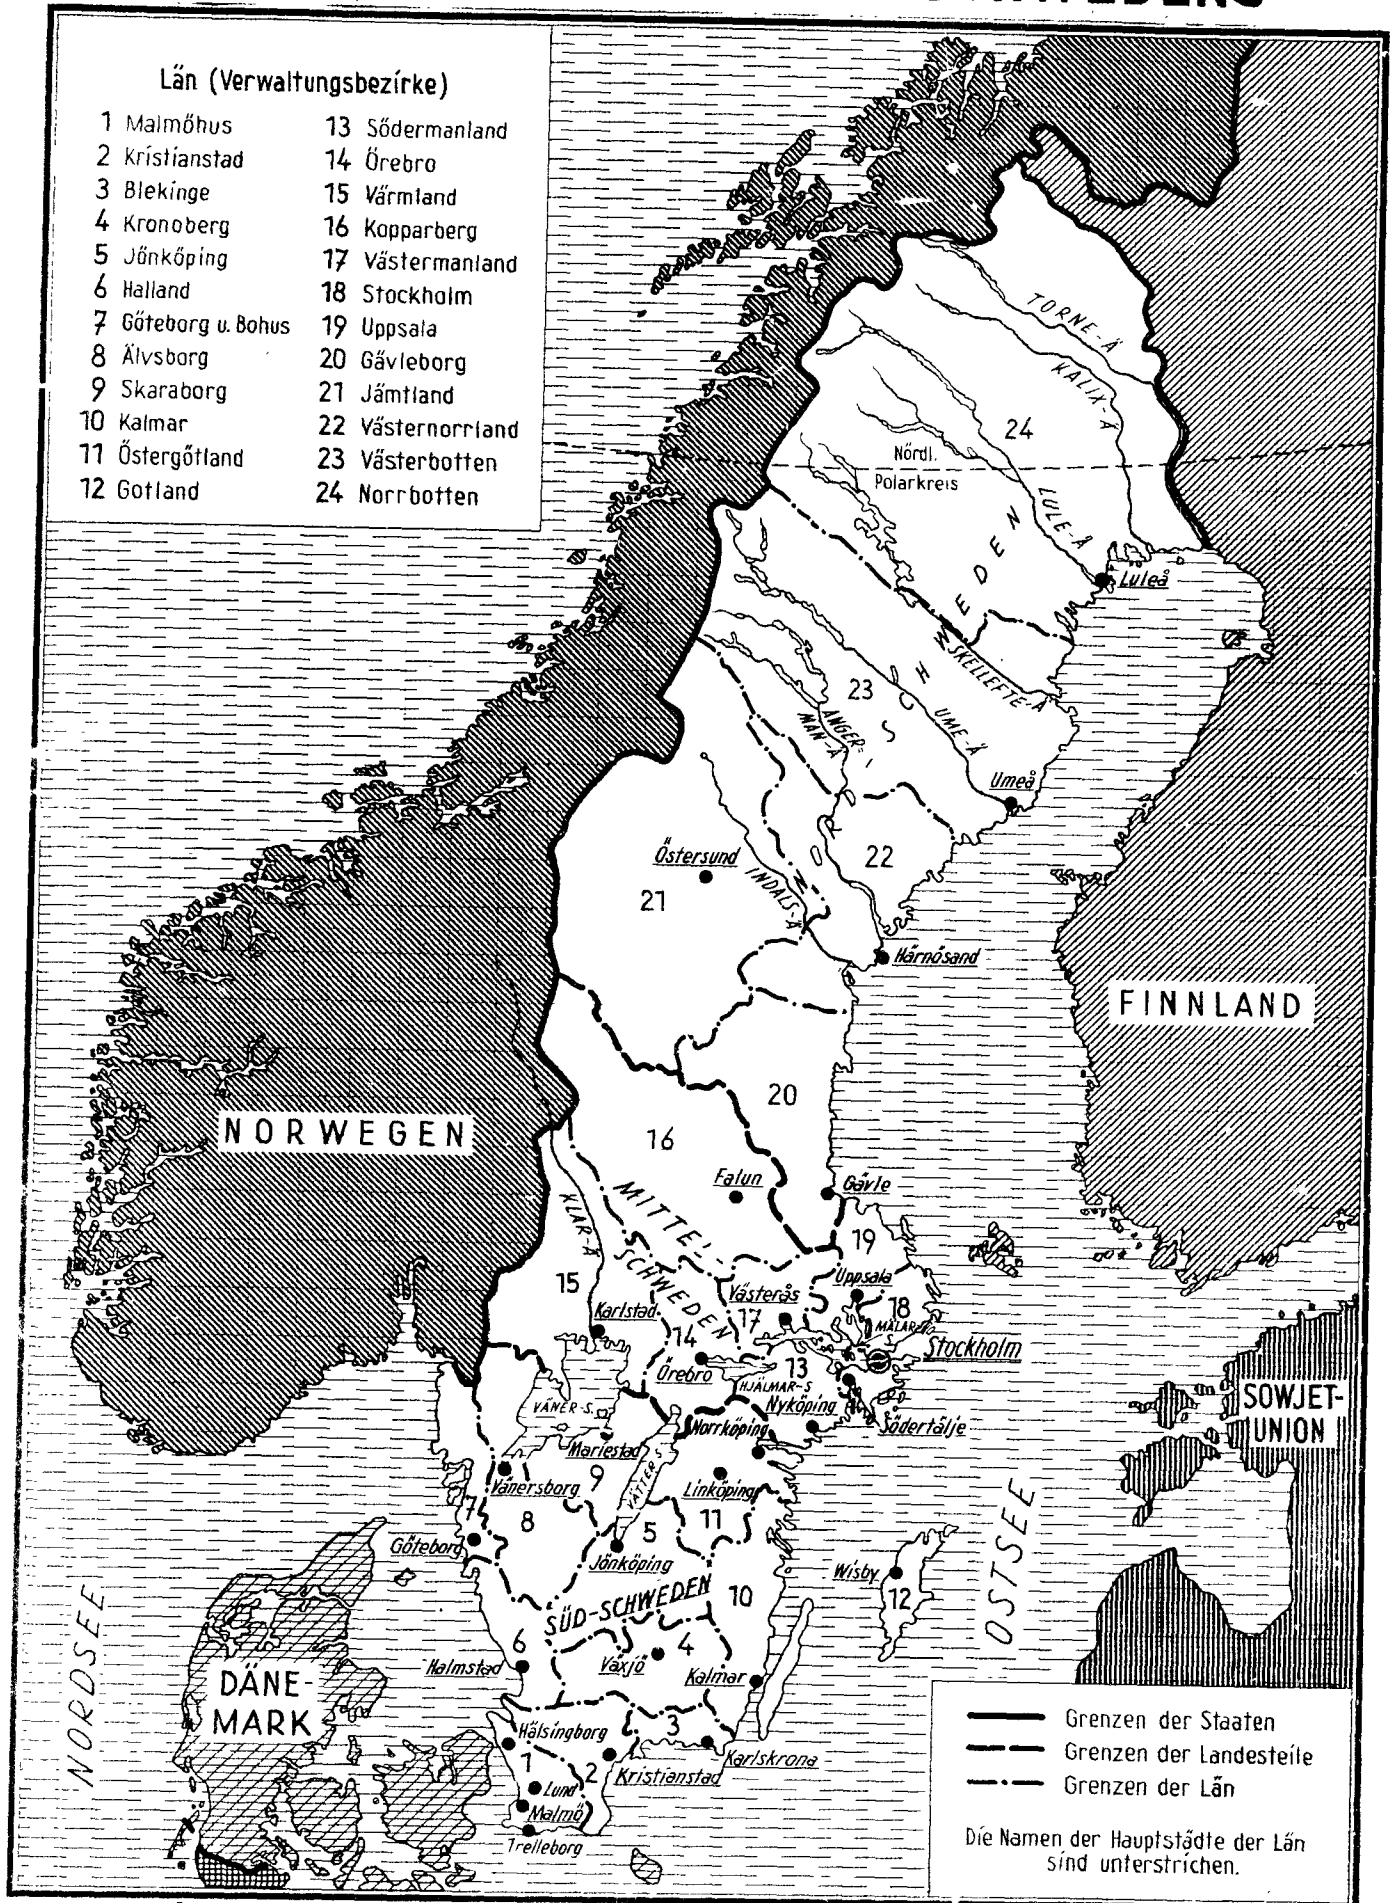 Län (Verwaltungsbezirke)
1 Malmöhus
2 Kristianstad
3 Blekinge
4 Kronoberg
5 Jönköping
6 Halland
7 Göteborg u. Bohus
8 Älvsborg
9 Skaraborg
10 Kalmar
11 Östergötland
12 Gotland
13 Södermanland
14 Örebro
15 Värmland
16 Kopparberg
17 Västermanland
18 Stockholm
19 Uppsala
20 Gävleborg
21 Jämtland
22 Västernorrland
23 Västerbotten
24 Norrbotten
TORNE-Ä
KALIX-Ä
24
Nördl.
Polarkreis
LULE-Ä
Luleå
NORDSCHWEDEN
SKELLEFTE-Ä
23
UME-Ä
ANGER=
MAN-Ä
Umeå
22
Östersund
21
INDALS-Ä
Härnösand
FINNLAND
NORWEGEN
20
16
Falun
Gävle
MITTEL-
SCHWEDEN
KLAR-Ä
19
15
Uppsala
Västerås
17
18
Karlstad
MÄLAR-
S
14
Stockholm
13
Örebro
HJÄLMAR-S
Nyköping
Södertälje
SOWJET-
UNION
VÄNER-S.
Norrköping
Mariestad
9
VÄTTER-S
Vänersborg
Linköping
7
8
5
11
Göteborg
Jönköping
Wisby
12
10
OSTSEE
NORDSEE
SÜD-SCHWEDEN
6
4
Halmstad
Växjö
Kalmar
DÄNE-
MARK
3
Hälsingborg
Karlskrona
1
2
Kristianstad
Lund
Malmö
Trelleborg
Grenzen der Staaten
Grenzen der Landesteile
Grenzen der Län
Die Namen der Hauptstädte der Län
sind unterstrichen.